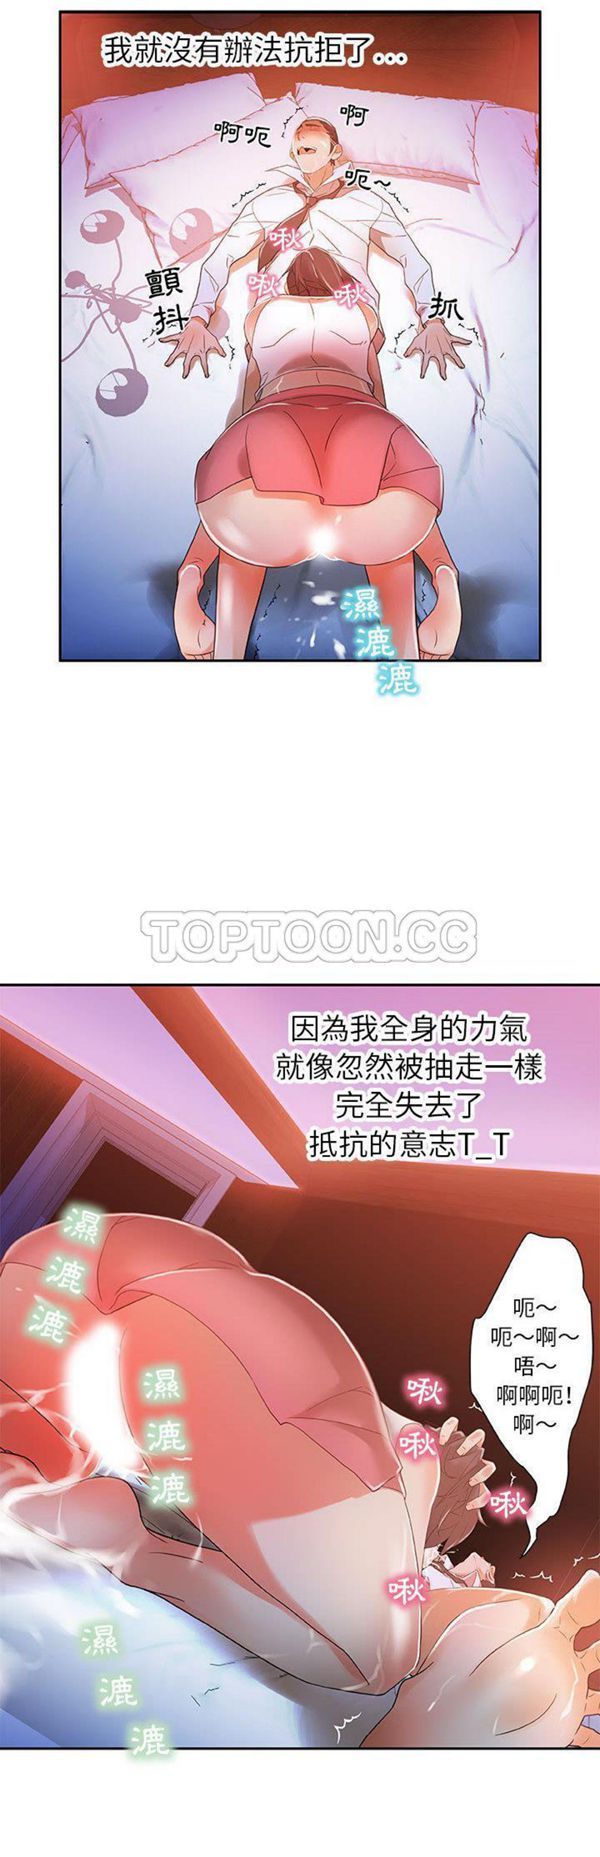 我就沒有辦法抗拒了...
啊呃
啊
呃~
啾
啾
啾
顫
抖
抓
濕
漉
漉
TOPTOON.CC
因為我全身的力氣
就像忽然被抽走一樣
完全失去了
抵抗的意志T_T
濕
漉
漉
呃~
呃~啊~
唔~
啊啊呃!
啊~
濕
漉
漉
啾
啾
啾
啾
濕
漉
漉